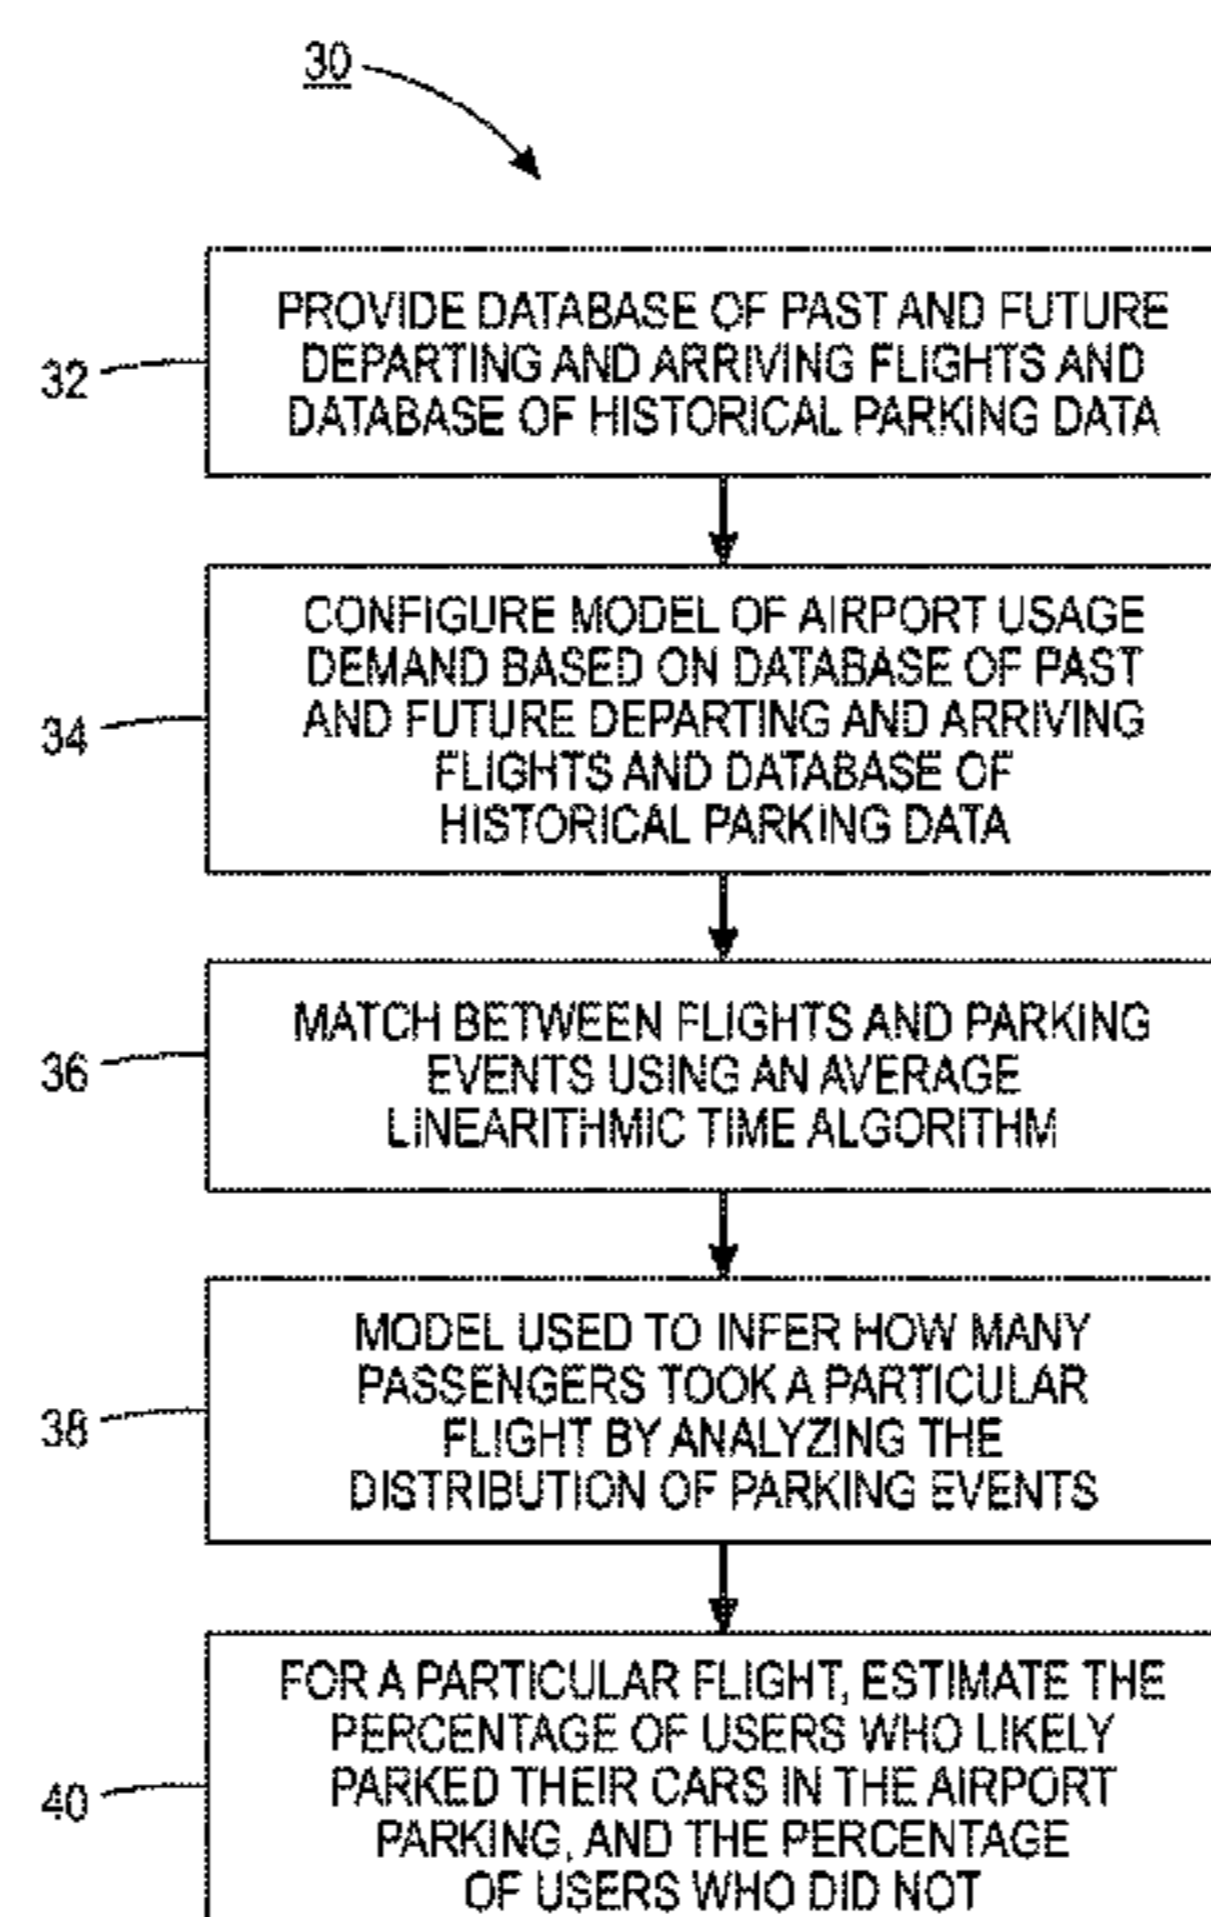 30
32
PROVIDE DATABASE OF PAST AND FUTURE
DEPARTING AND ARRIVING FLIGHTS AND
DATABASE OF HISTORICAL PARKING DATA
34
CONFIGURE MODEL OF AIRPORT USAGE
DEMAND BASED ON DATABASE OF PAST
AND FUTURE DEPARTING AND ARRIVING
FLIGHTS AND DATABASE OF
HISTORICAL PARKING DATA
36
MATCH BETWEEN FLIGHTS AND PARKING
EVENTS USING AN AVERAGE
LINEARITHMIC TIME ALGORITHM
38
MODEL USED TO INFER HOW MANY
PASSENGERS TOOK A PARTICULAR
FLIGHT BY ANALYZING THE
DISTRIBUTION OF PARKING EVENTS
40
FOR A PARTICULAR FLIGHT, ESTIMATE THE
PERCENTAGE OF USERS WHO LIKELY
PARKED THEIR CARS IN THE AIRPORT
PARKING, AND THE PERCENTAGE
OF USERS WHO DID NOT